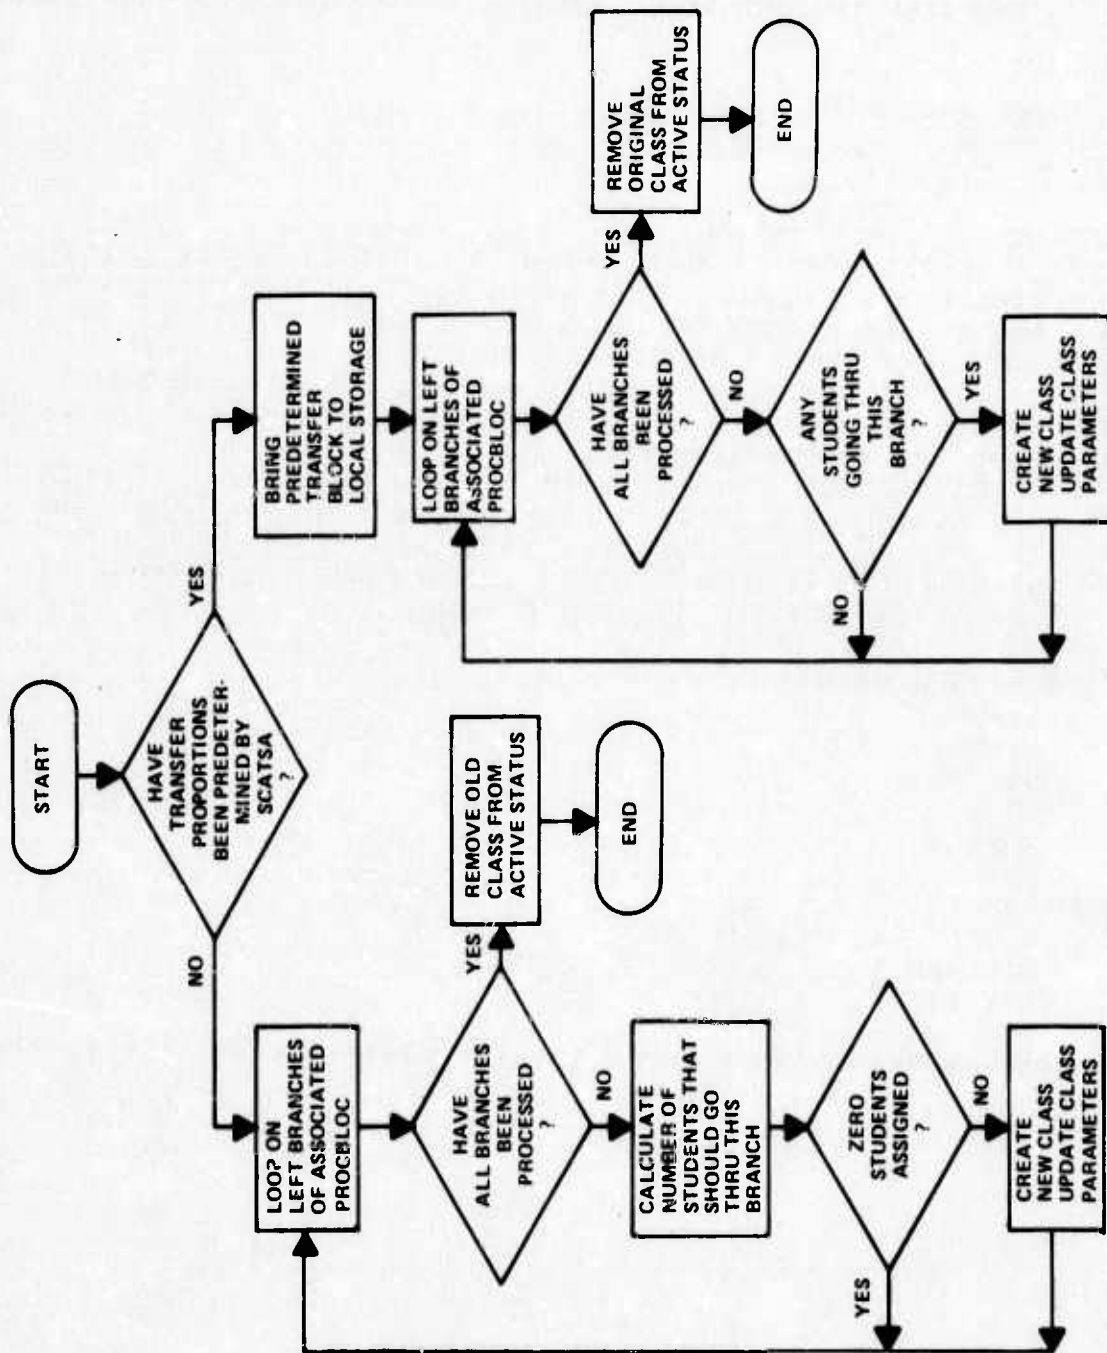 START
HAVE
TRANSFER
PROPORTIONS
BEEN PREDETER-
MINED BY
SCATSA
?
NO
YES
LOOP ON
LEFT BRANCHES
OF ASSOCIATED
PROCBLOC
HAVE
ALL BRANCHES
BEEN
PROCESSED
?
YES
REMOVE OLD
CLASS FROM
ACTIVE STATUS
END
NO
CALCULATE
NUMBER OF
STUDENTS THAT
SHOULD GO
THRU THIS
BRANCH
ZERO
STUDENTS
ASSIGNED
?
YES
NO
CREATE
NEW CLASS
UPDATE CLASS
PARAMETERS
BRING
PREDETERMINED
TRANSFER
BLOCK TO
LOCAL STORAGE
LOOP ON LEFT
BRANCHES OF
ASSOCIATED
PROCBLOC
HAVE
ALL BRANCHES
BEEN
PROCESSED
?
YES
REMOVE
ORIGINAL
CLASS FROM
ACTIVE STATUS
END
NO
ANY
STUDENTS
GOING THRU
THIS
BRANCH
?
NO
YES
CREATE
NEW CLASS
UPDATE CLASS
PARAMETERS